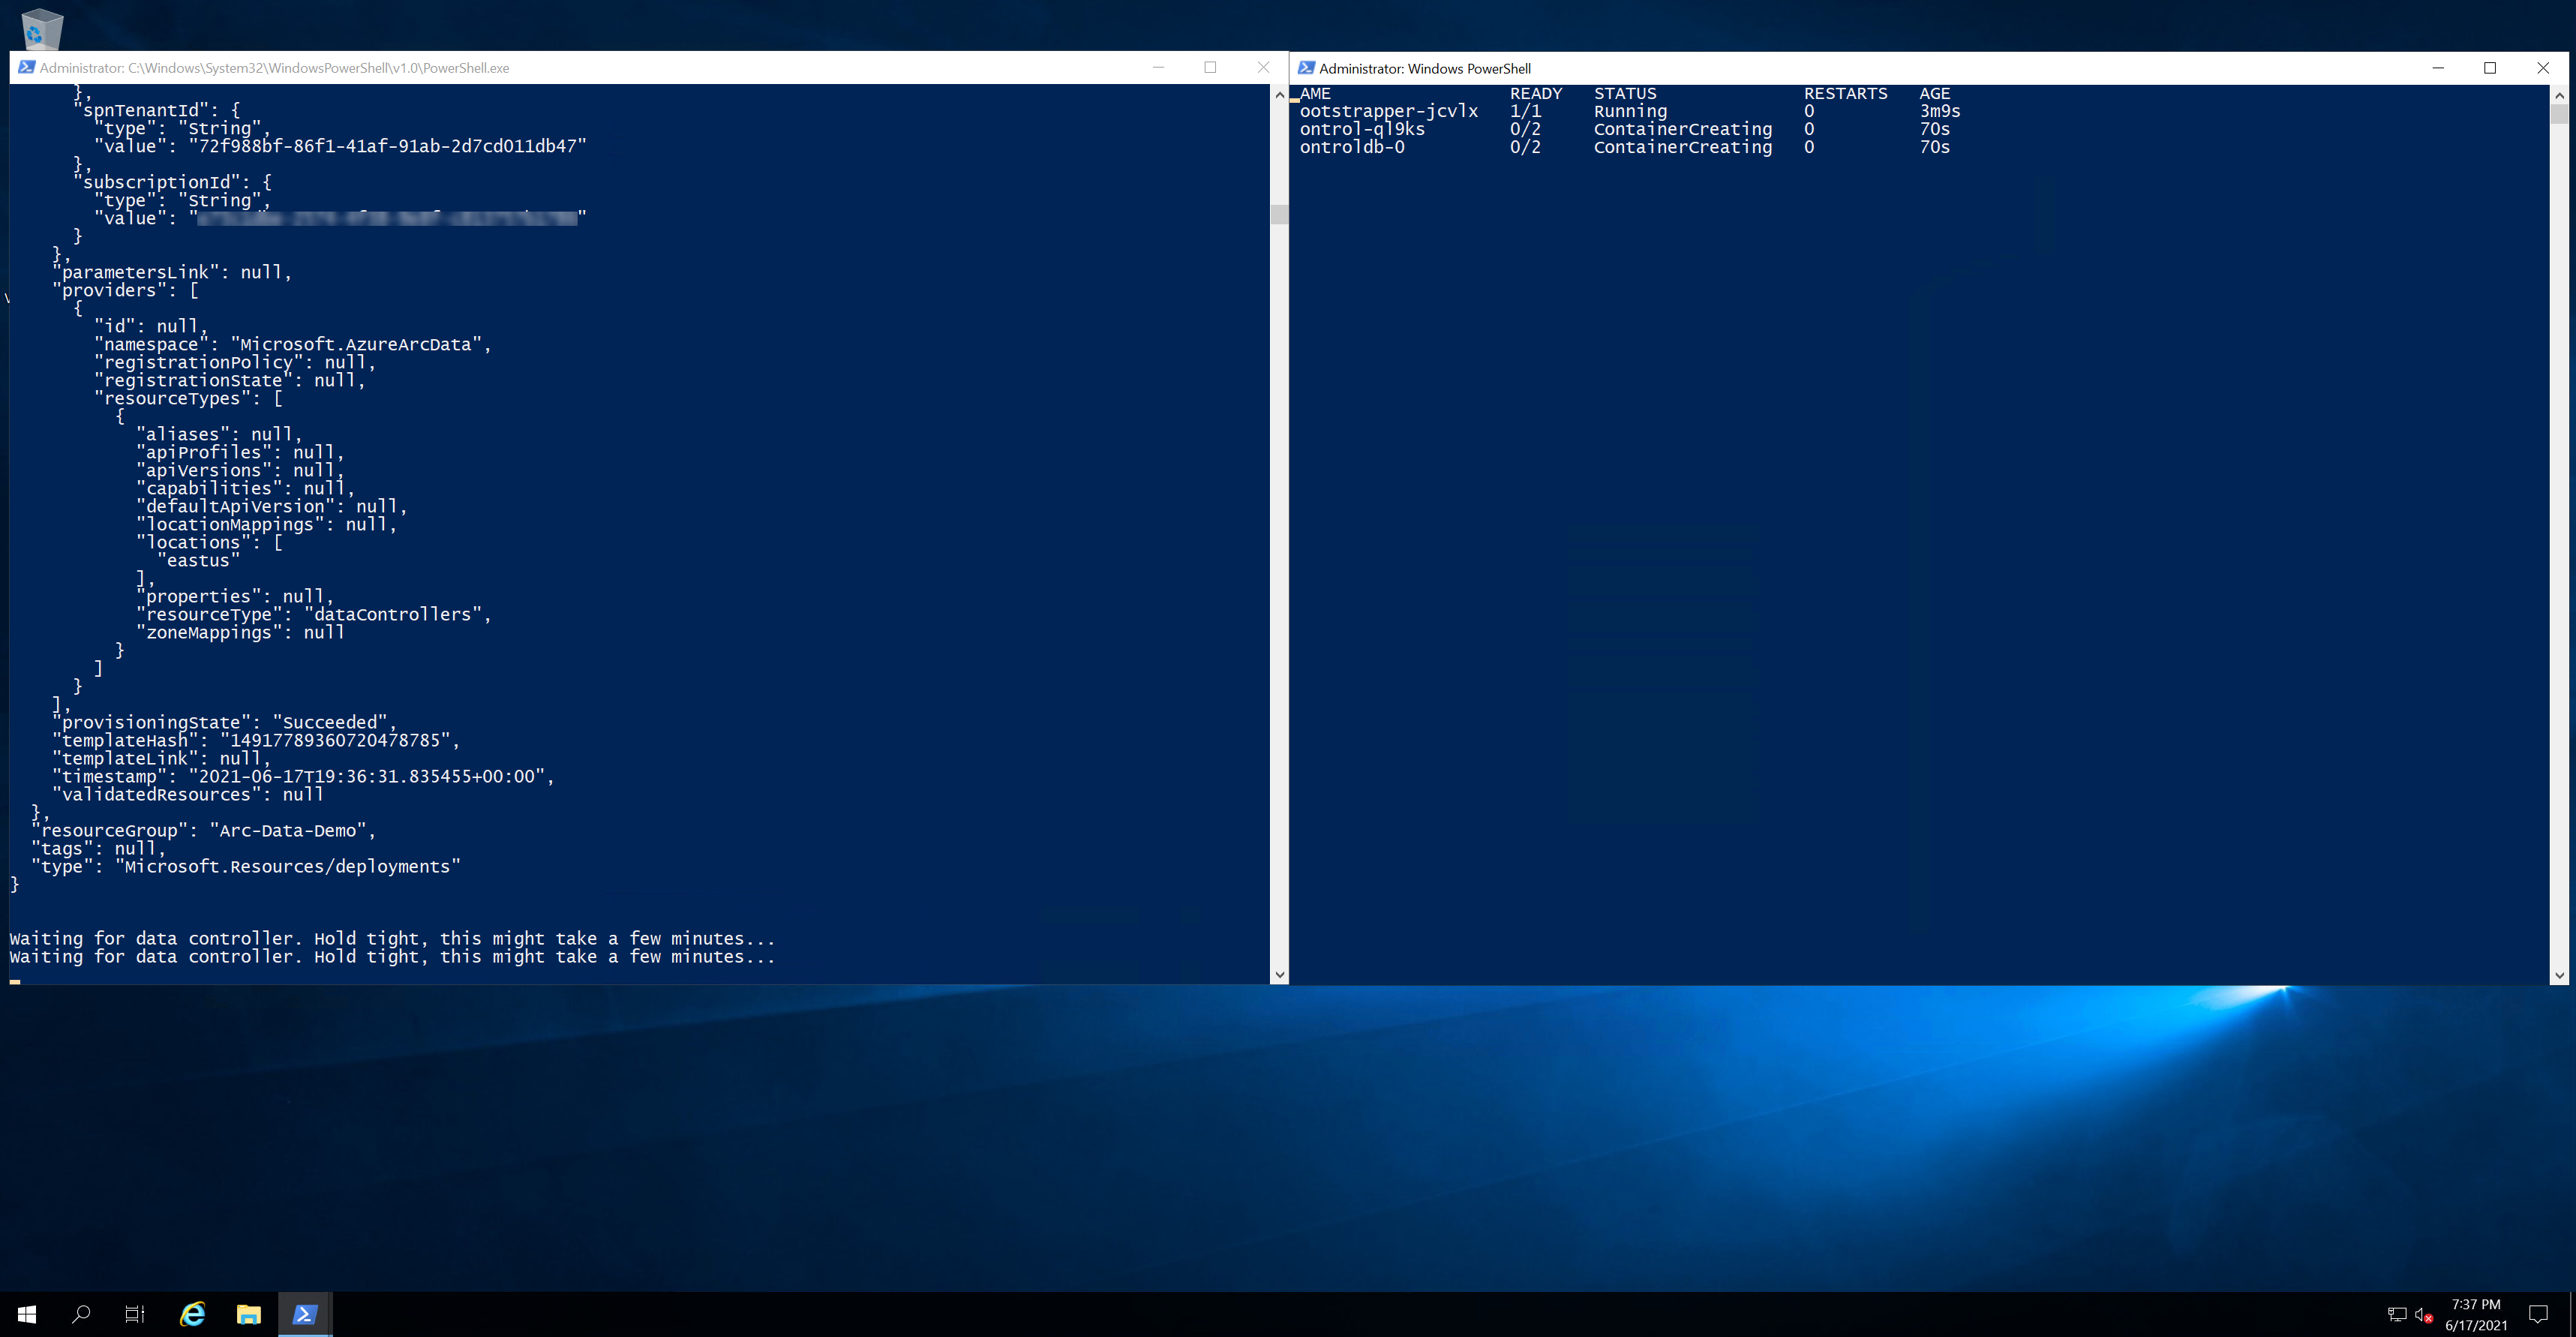 Administrator: C:\Windows\System32\WindowsPowerShell\v1.0\PowerShell.exe
},
"spnTenantId": {
"type": "String",
"value": "72f988bf-86f1-41af-91ab-2d7cd011db47"
},
"subscriptionId": {
"type": "String",
"value": "
}
},
"parametersLink": null,
"providers": [
{
"id": null,
"namespace": "Microsoft.AzureArcData",
"registrationPolicy": null,
"registrationState": null,
"resourceTypes": [
{
"aliases": null,
"apiProfiles": null,
"apiVersions": null,
"capabilities": null,
"defaultApiVersion": null,
"locationMappings": null,
"locations": [
"eastus"
],
"properties": null,
"resourceType": "dataControllers",
"zoneMappings": null
}
]
}
],
"provisioningState": "Succeeded",
"templateHash": "14917789360720478785",
"templateLink": null,
"timestamp": "2021-06-17T19:36:31.835455+00:00",
"validatedResources": null
},
"resourceGroup": "Arc-Data-Demo",
"tags": null,
"type": "Microsoft.Resources/deployments"
}
Waiting for data controller. Hold tight, this might take a few minutes...
Waiting for data controller. Hold tight, this might take a few minutes...
Administrator: Windows PowerShell
AME READY STATUS RESTARTS AGE
ootstrapper-jcvlx 1/1 Running 0 3m9s
ontrol-ql9ks 0/2 ContainerCreating 0 70s
ontroldb-0 0/2 ContainerCreating 0 70s
7:37 PM
6/17/2021